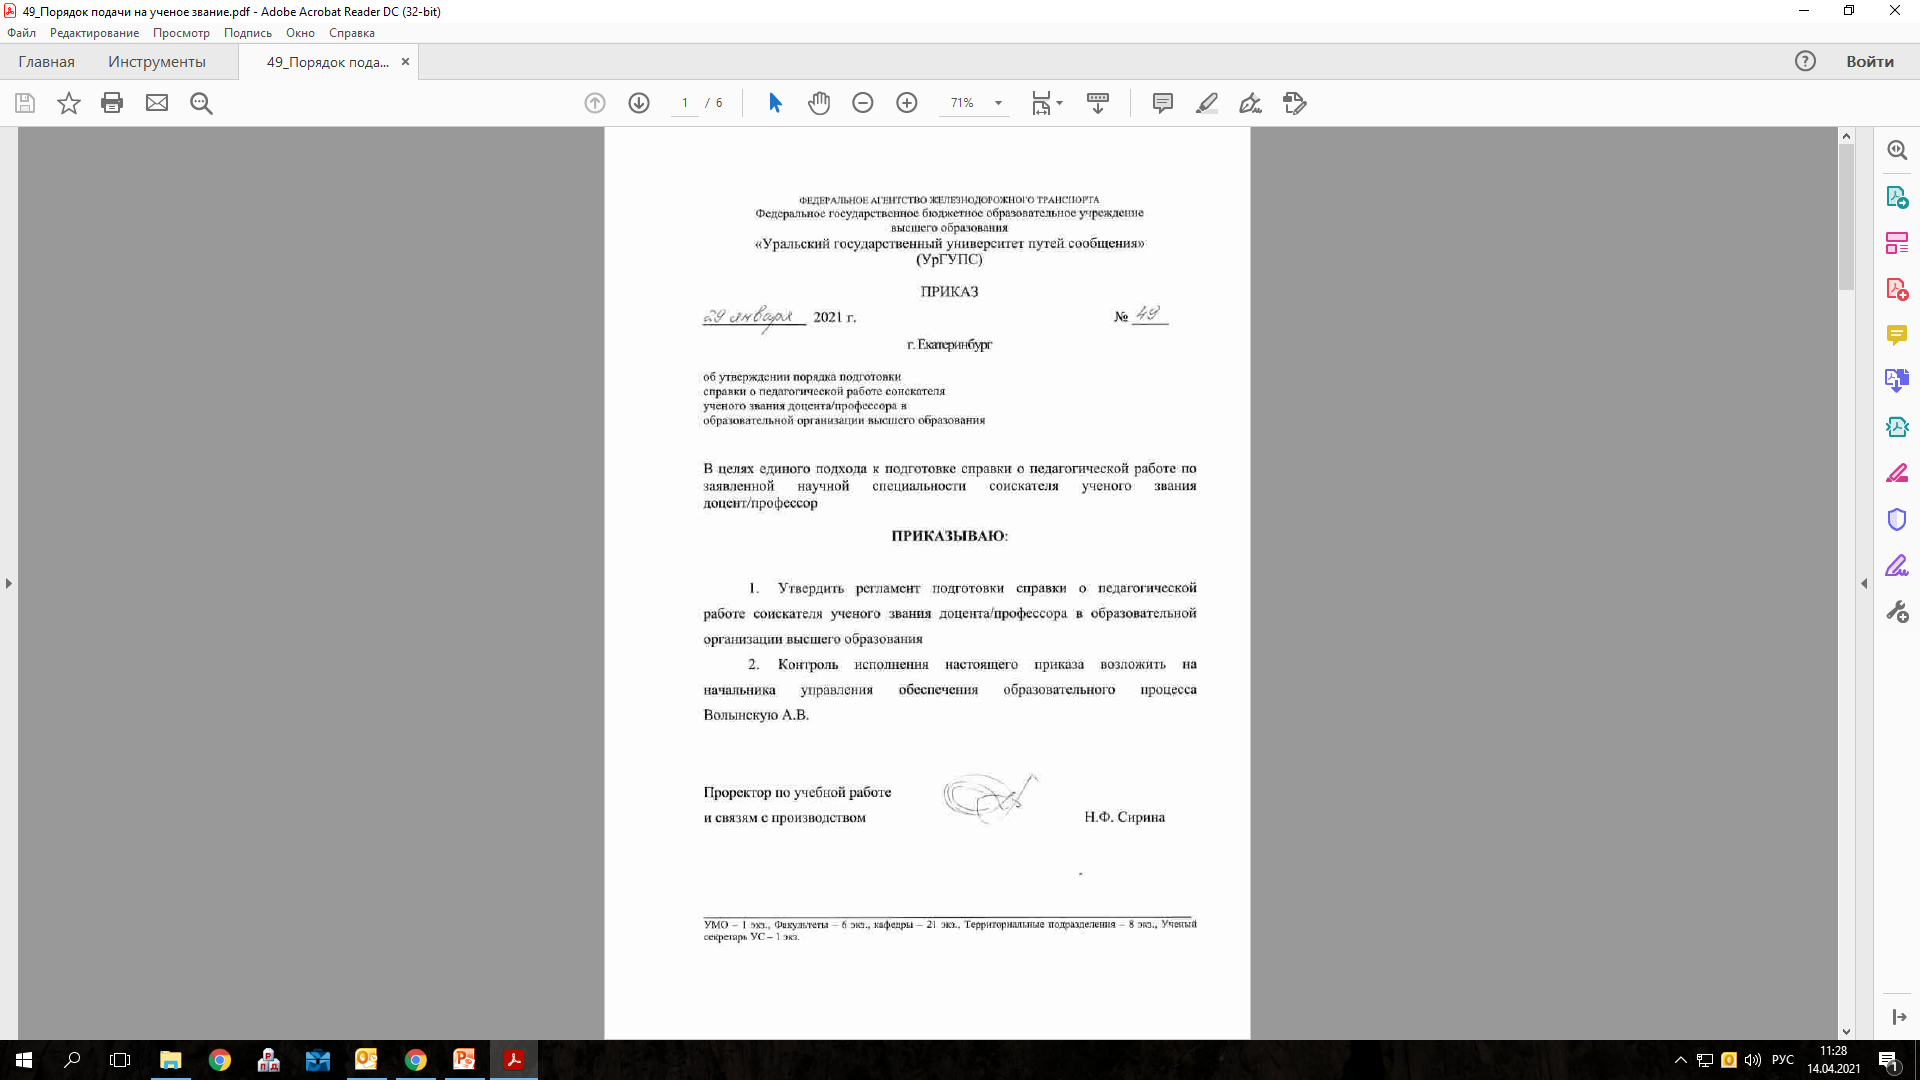 49_Порядок подачи на ученое звание.pdf - Adobe Acrobat Reader DC (32-bit)
Файл Редактирование Просмотр Подпись Окно Справка
Главная Инструменты 49_Порядок пода... × ? Войти
1 / 6 71%
ФЕДЕРАЛЬНОЕ АГЕНТСТВО ЖЕЛЕЗНОДОРОЖНОГО ТРАНСПОРТА
Федеральное государственное бюджетное образовательное учреждение
высшего образования
«Уральский государственный университет путей сообщения»
(УрГУПС)
ПРИКАЗ
29 января 2021 г. № 49
г. Екатеринбург
об утверждении порядка подготовки
справки о педагогической работе соискателя
ученого звания доцента/профессора в
образовательной организации высшего образования
В целях единого подхода к подготовке справки о педагогической работе по
заявленной научной специальности соискателя ученого звания
доцент/профессор
ПРИКАЗЫВАЮ:
1. Утвердить регламент подготовки справки о педагогической
работе соискателя ученого звания доцента/профессора в образовательной
организации высшего образования
2. Контроль исполнения настоящего приказа возложить на
начальника управления обеспечения образовательного процесса
Волынскую А.В.
Проректор по учебной работе
и связям с производством Н.Ф. Сирина
УМО – 1 экз., Факультеты – 6 экз., кафедры – 21 экз., Территориальные подразделения – 8 экз., Ученый
секретарь УС – 1 экз.
РУС 11:28
14.04.2021 1